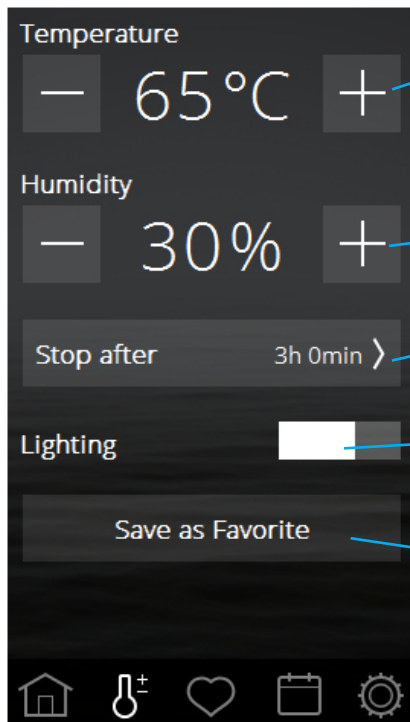 Temperature
65°C
Humidity
30%
Stop after 3h 0min
Lighting
Save as Favorite